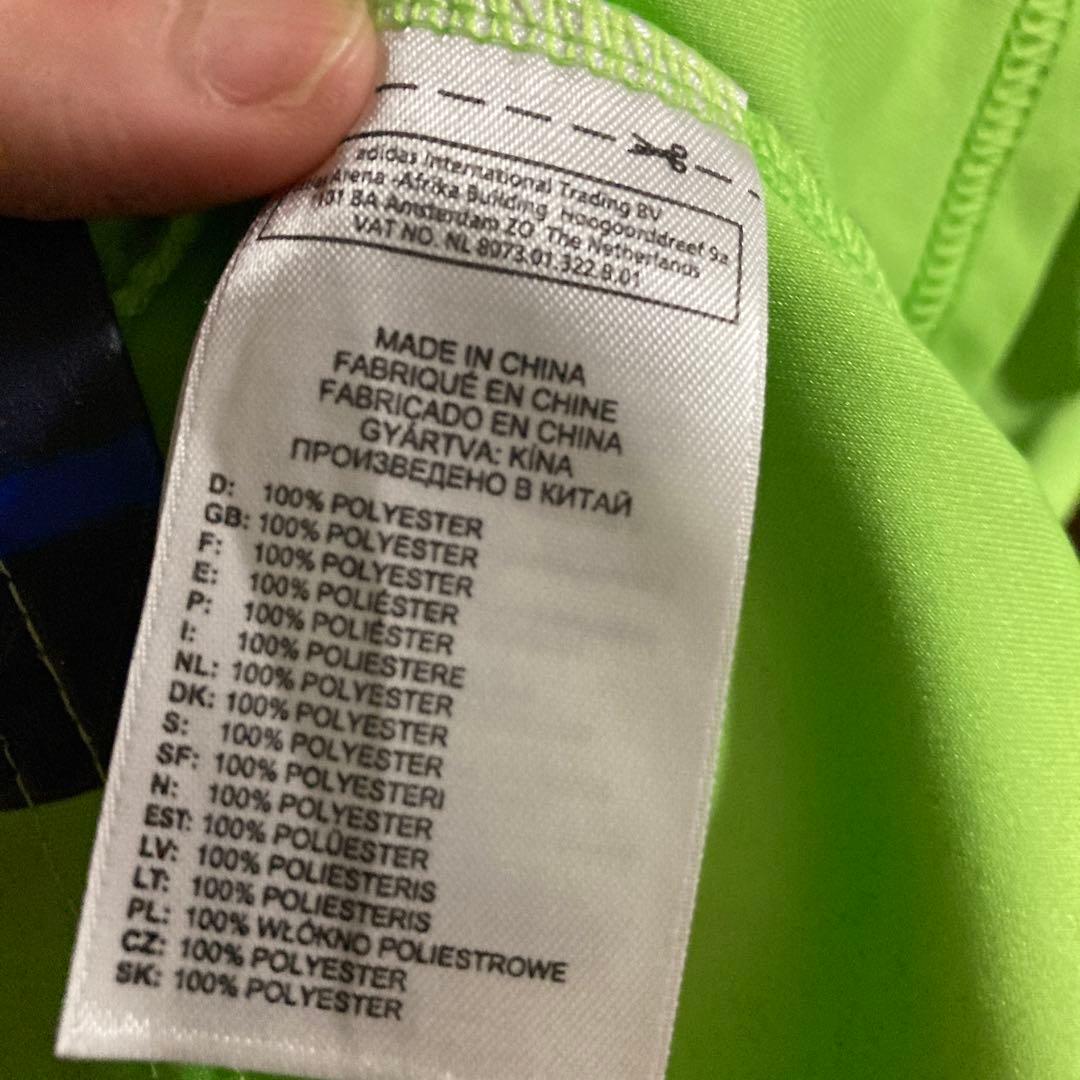 adidas International Trading BV
Arena -Afrika Building, Hoogoorddreef 9a
1101 BA Amsterdam ZO, The Netherlands
VAT NO. NL 8073.01.322.B.01
MADE IN CHINA
FABRIQUÉ EN CHINE
FABRICADO EN CHINA
GYÁRTVA: KÍNA
ПРОИЗВЕДЕНО В КИТАЙ
D: 100% POLYESTER
GB: 100% POLYESTER
F: 100% POLYESTER
E: 100% POLIÉSTER
P: 100% POLIÉSTER
I: 100% POLIESTERE
NL: 100% POLYESTER
DK: 100% POLYESTER
S: 100% POLYESTER
SF: 100% POLYESTERI
N: 100% POLYESTER
EST: 100% POLÜESTER
LV: 100% POLIESTERIS
LT: 100% POLIESTERIS
PL: 100% WŁÓKNO POLIESTROWE
CZ: 100% POLYESTER
SK: 100% POLYESTER